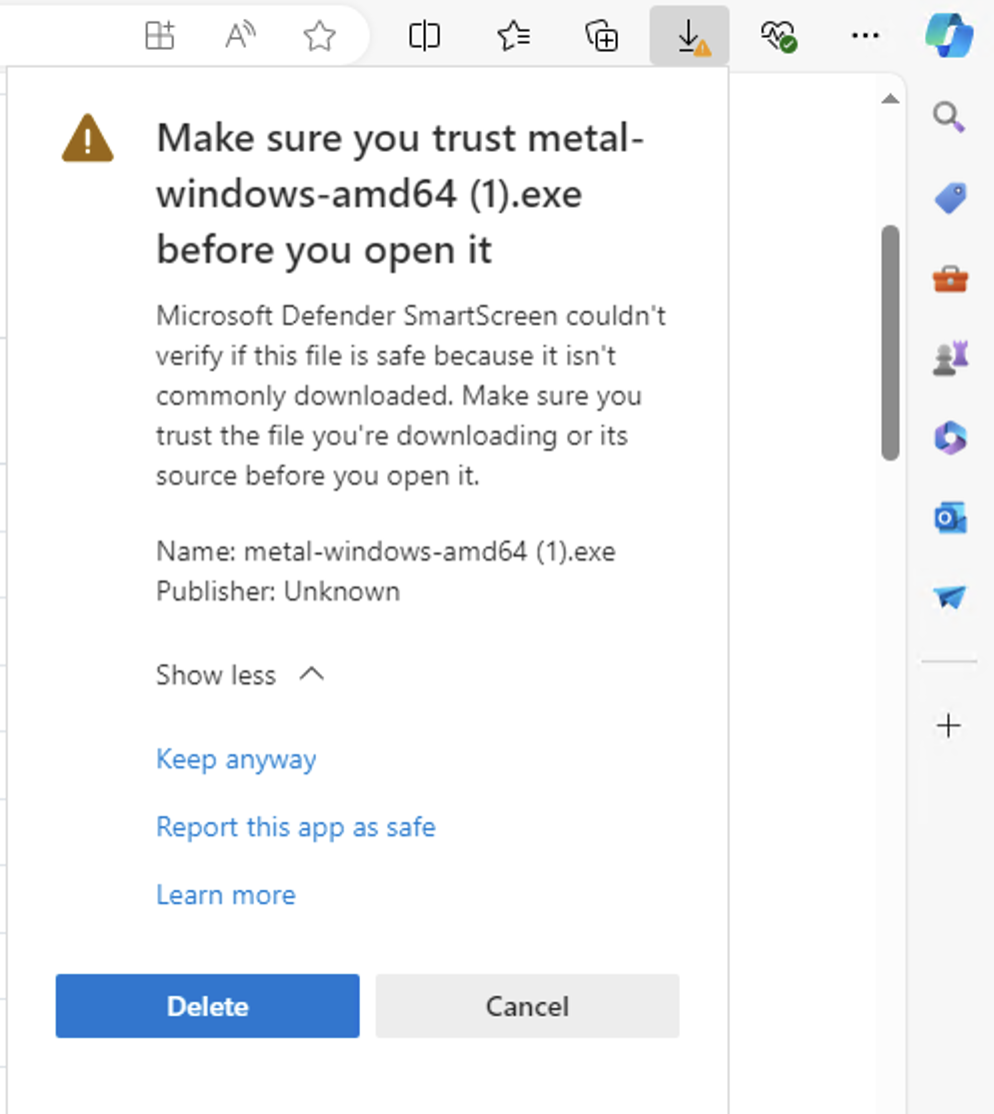 Make sure you trust metal-
windows-amd64 (1).exe
before you open it
Microsoft Defender SmartScreen couldn't
verify if this file is safe because it isn't
commonly downloaded. Make sure you
trust the file you're downloading or its
source before you open it.
Name: metal-windows-amd64 (1).exe
Publisher: Unknown
Show less
Keep anyway
Report this app as safe
Learn more
Delete
Cancel